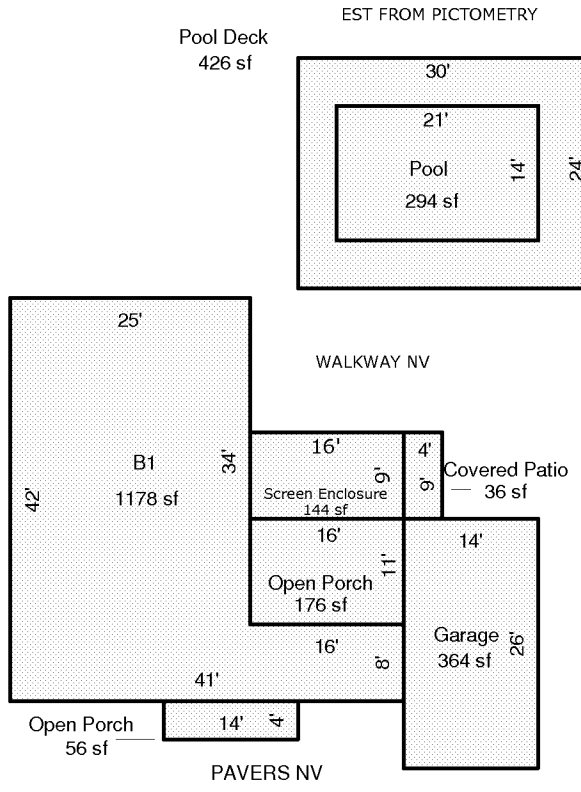 EST FROM PICTOMETRY
Pool Deck
426 sf
30'
21'
Pool
294 sf
14'
24'
25'
WALKWAY NV
B1
1178 sf
42'
34'
16'
9'
Screen Enclosure
144 sf
4'
9'
Covered Patio
36 sf
16'
11'
Open Porch
176 sf
14'
Garage
364 sf
26'
16'
8'
41'
Open Porch
56 sf
14'
4'
PAVERS NV